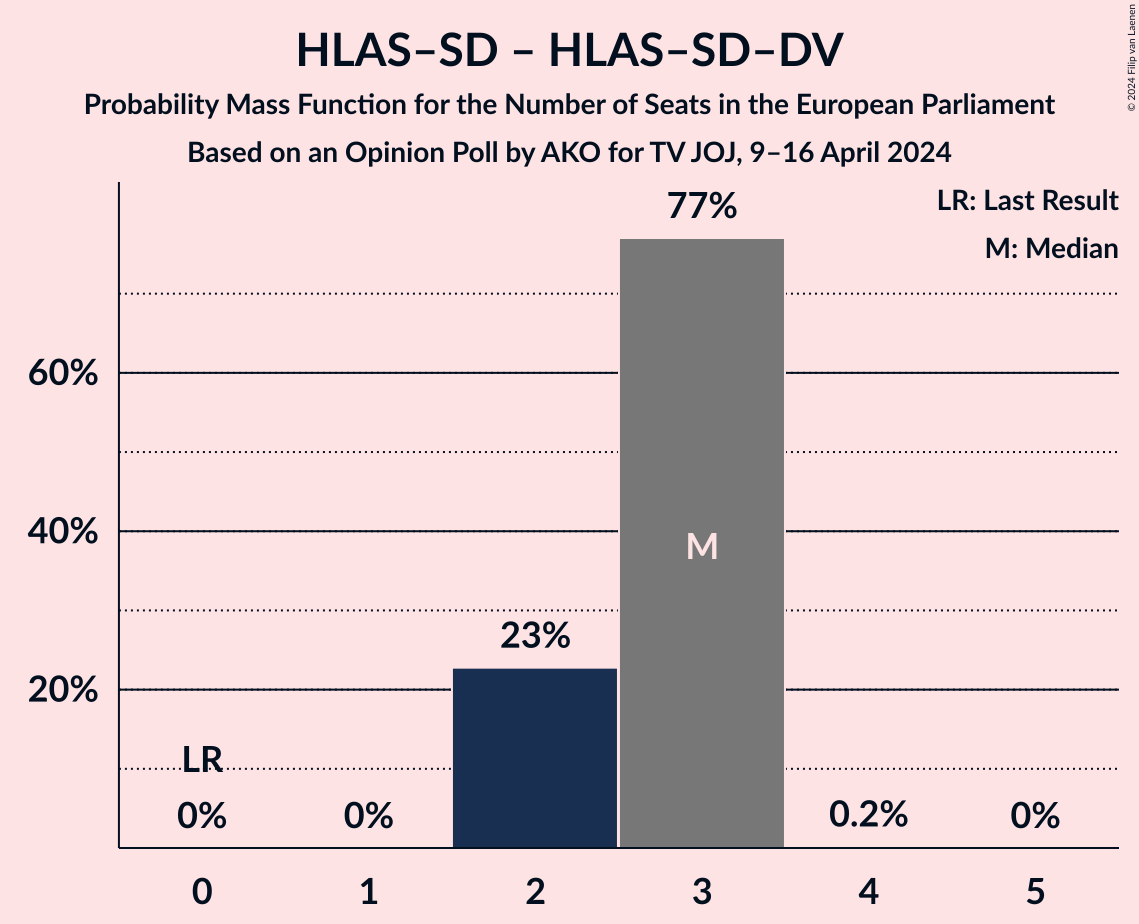 HLAS–SD – HLAS–SD–DV
Probability Mass Function for the Number of Seats in the European Parliament
Based on an Opinion Poll by AKO for TV JOJ, 9–16 April 2024
© 2024 Filip van Laenen
LR: Last Result
M: Median
77%
60%
40%
M
23%
20%
LR
0%
0%
0.2%
0%
0 1 2 3 4 5